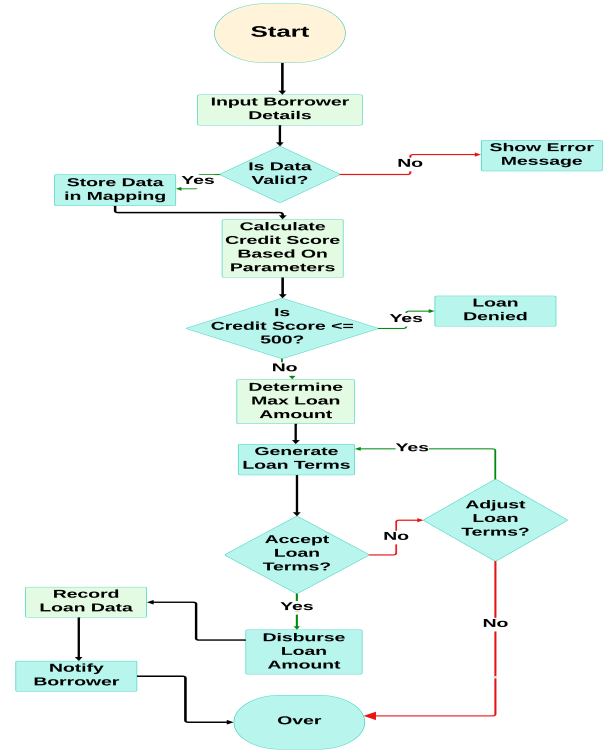 Start
Input Borrower
Details
Is Data
Valid?
No
Show Error
Message
Yes
Store Data
in Mapping
Calculate
Credit Score
Based On
Parameters
Is
Credit Score <=
500?
Yes
Loan
Denied
No
Determine
Max Loan
Amount
Generate
Loan Terms
Yes
Adjust
Loan
Terms?
Accept
Loan
Terms?
No
Yes
No
Record
Loan Data
Disburse
Loan
Amount
Notify
Borrower
Over